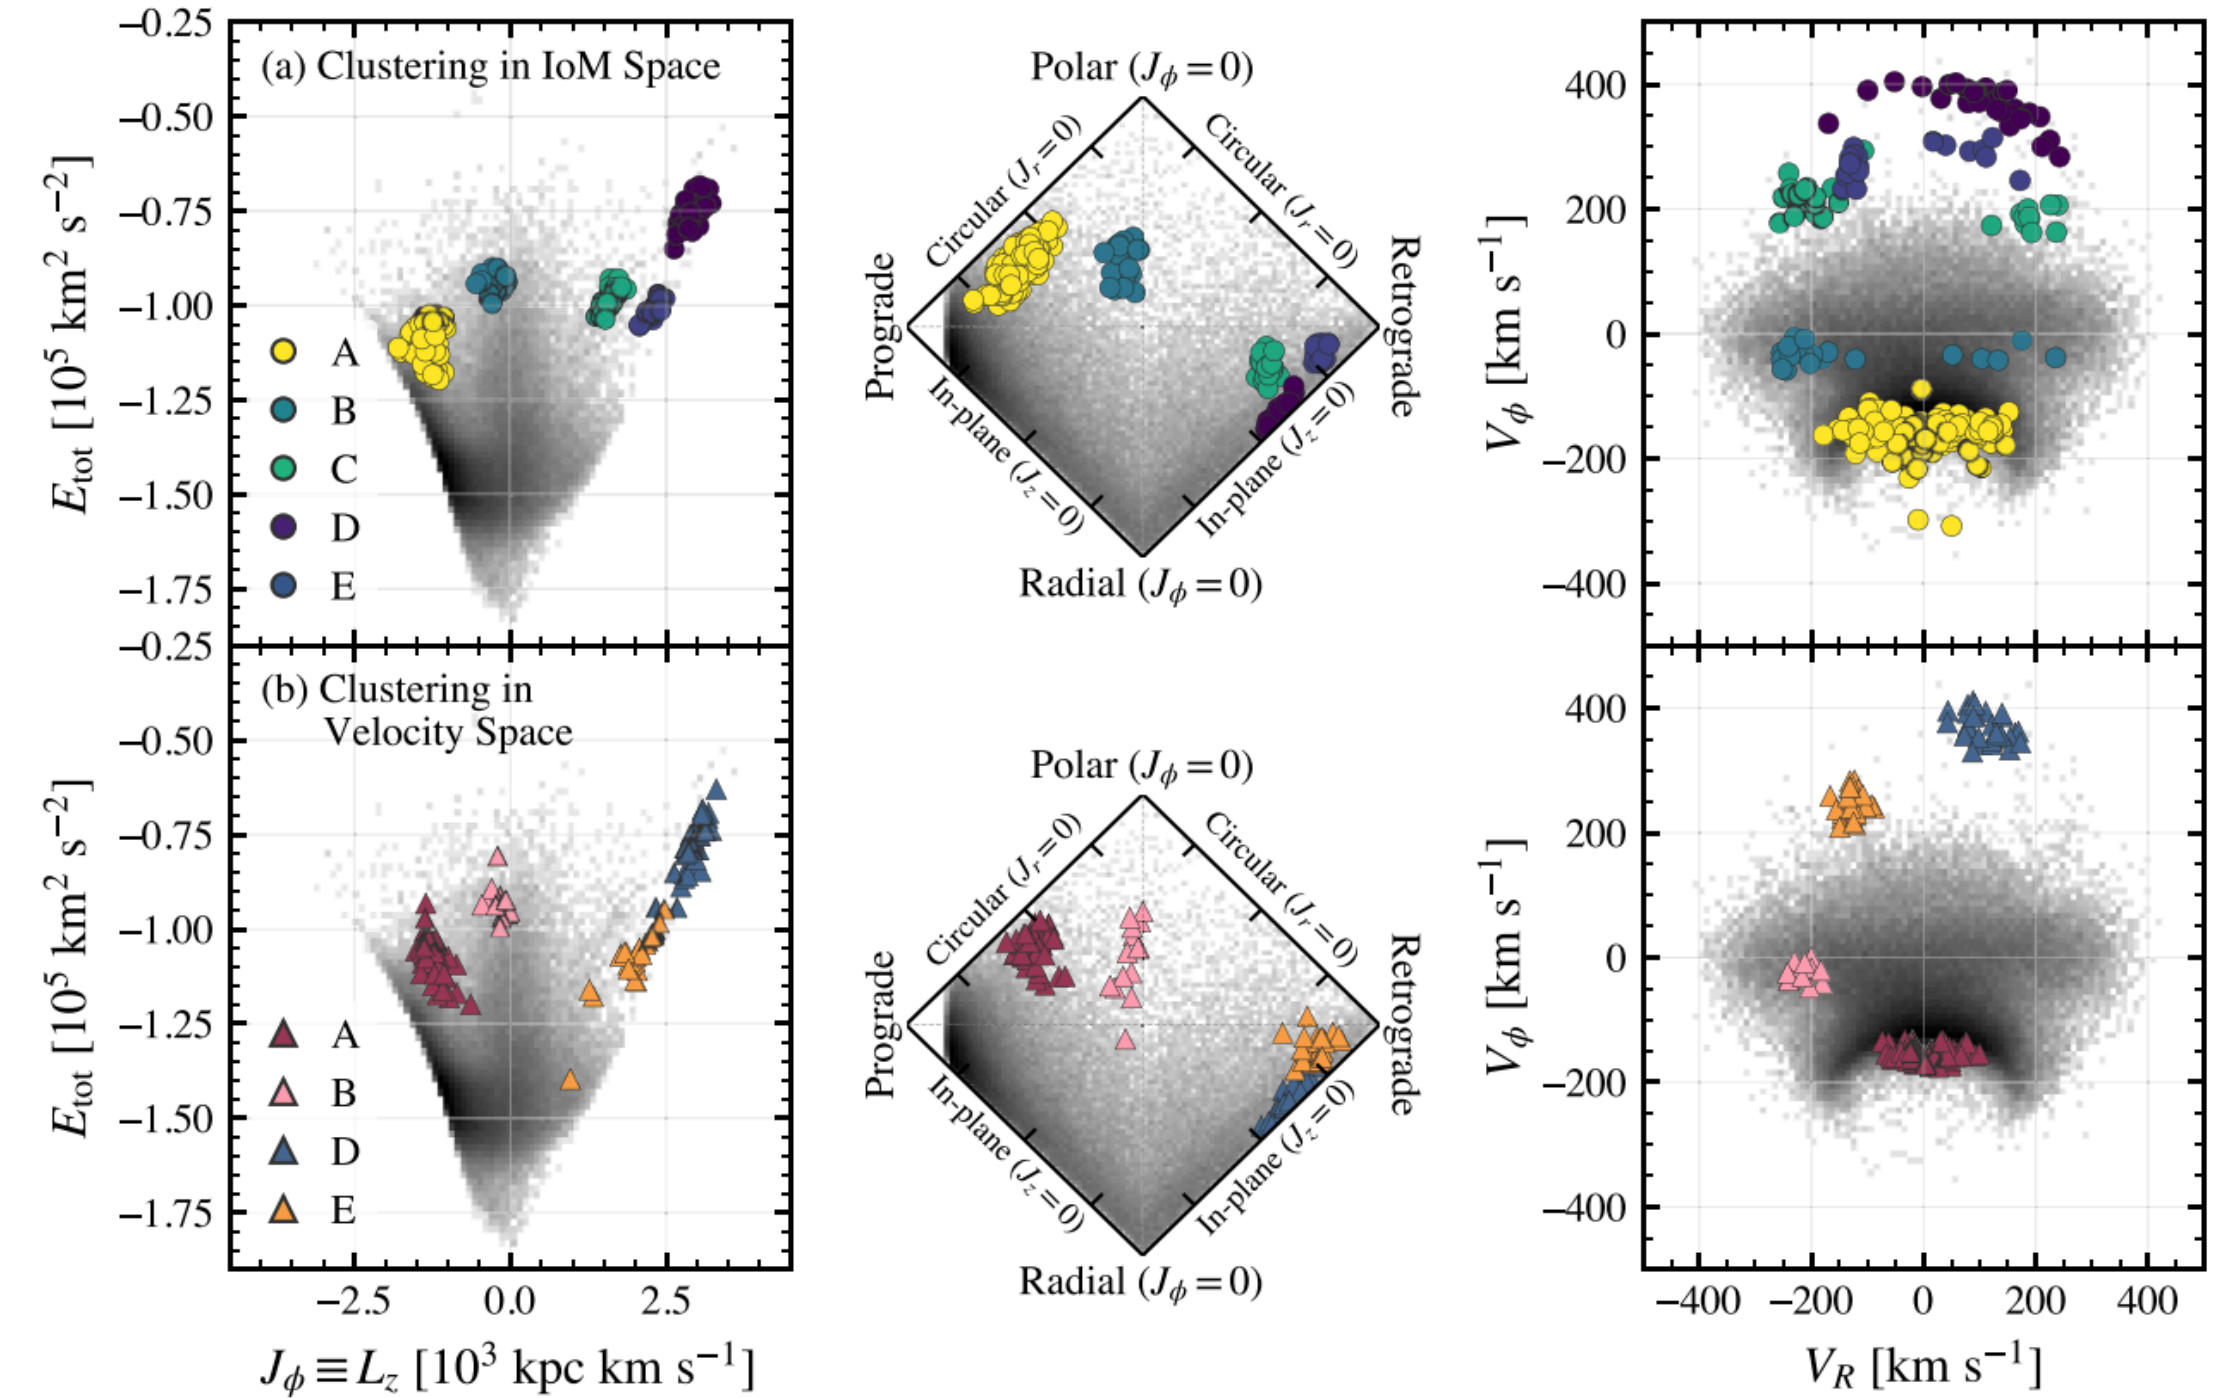 (a) Clustering in IoM Space
−0.25
−0.50
−0.75
−1.00
−1.25
−1.50
−1.75
E_tot [10^5 km^2 s^−2]
A
B
C
D
E
Polar (J_ϕ = 0)
Circular (J_r = 0)
Circular (J_r = 0)
Prograde
Retrograde
In-plane (J_z = 0)
In-plane (J_z = 0)
Radial (J_ϕ = 0)
400
200
0
−200
−400
V_ϕ [km s^−1]
(b) Clustering in
Velocity Space
−0.25
−0.50
−0.75
−1.00
−1.25
−1.50
−1.75
E_tot [10^5 km^2 s^−2]
A
B
D
E
−2.5 0.0 2.5
J_ϕ ≡ L_z [10^3 kpc km s^−1]
Polar (J_ϕ = 0)
Circular (J_r = 0)
Circular (J_r = 0)
Prograde
Retrograde
In-plane (J_z = 0)
In-plane (J_z = 0)
Radial (J_ϕ = 0)
400
200
0
−200
−400
V_ϕ [km s^−1]
−400 −200 0 200 400
V_R [km s^−1]